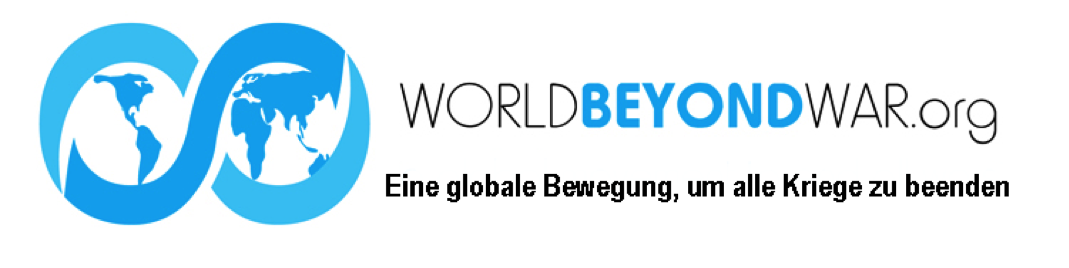 WORLDBEYONDWAR.org
Eine globale Bewegung, um alle Kriege zu beenden